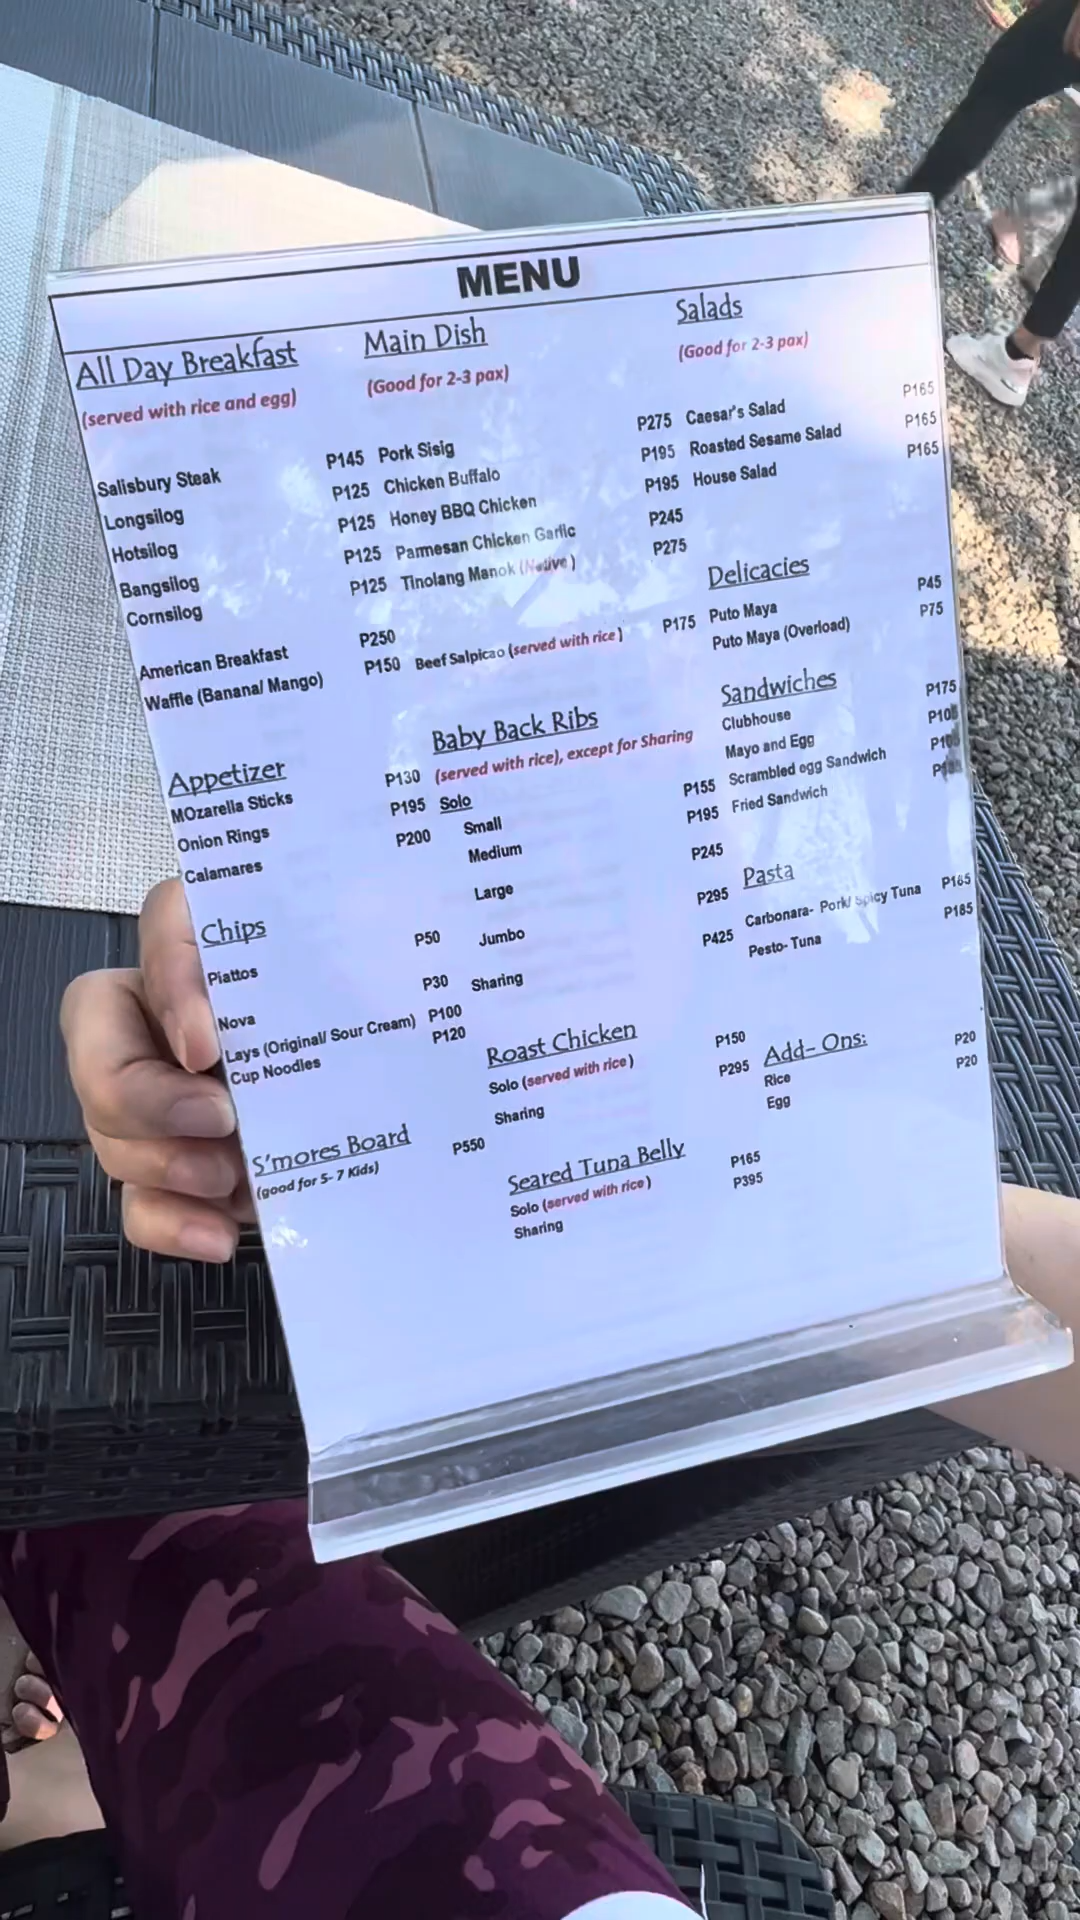 MENU
All Day Breakfast
(served with rice and egg)
Salisbury Steak P145
Longsilog P125
Hotsilog P125
Bangsilog P125
Cornsilog P125
American Breakfast P250
Waffle (Banana/ Mango) P150
Appetizer
MOzarella Sticks P130
Onion Rings P195
Calamares P200
Chips
Piattos P50
Nova P30
Lays (Original/ Sour Cream) P100
Cup Noodles P120
S'mores Board P550
(good for 5- 7 Kids)
Main Dish
(Good for 2-3 pax)
Pork Sisig P275
Chicken Buffalo P195
Honey BBQ Chicken P195
Parmesan Chicken Garlic P245
Tinolang Manok (Native ) P275
Beef Salpicao (served with rice ) P175
Baby Back Ribs
(served with rice), except for Sharing
Solo
Small P155
Medium P195
Large P245
Jumbo P295
Sharing P425
Roast Chicken
Solo (served with rice ) P150
Sharing P295
Seared Tuna Belly
Solo (served with rice ) P165
Sharing P395
Salads
(Good for 2-3 pax)
Caesar's Salad P165
Roasted Sesame Salad P165
House Salad P165
Delicacies
Puto Maya P45
Puto Maya (Overload) P75
Sandwiches
Clubhouse P175
Mayo and Egg
Scrambled egg Sandwich
Fried Sandwich
Pasta
Carbonara- Pork/ Spicy Tuna P185
Pesto- Tuna P185
Add- Ons:
Rice P20
Egg P20